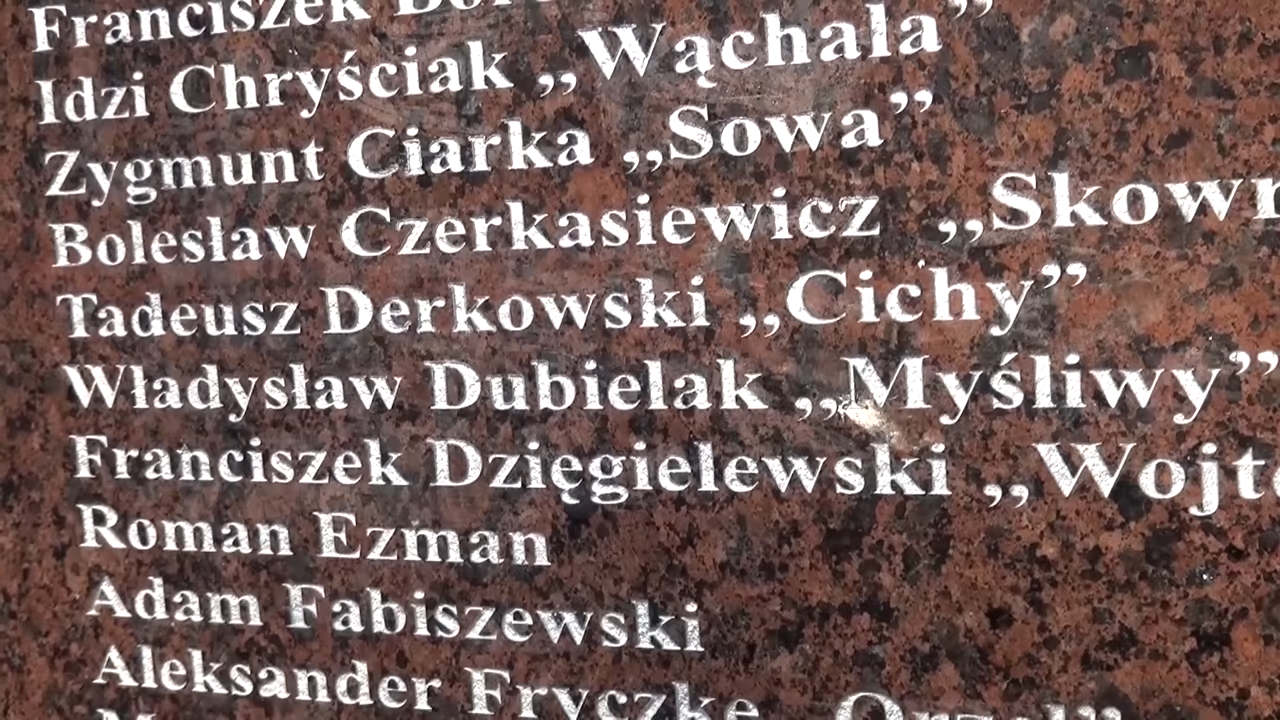 Franciszek
Idzi Chryściak „Wąchala”
Zygmunt Ciarka „Sowa”
Bolesław Czerkasiewicz „Skowr
Tadeusz Derkowski „Cichy”
Władysław Dubielak „Myśliwy”
Franciszek Dzięgielewski „Wojt
Roman Ezman
Adam Fabiszewski
Aleksander Fryczke „Orzeł”